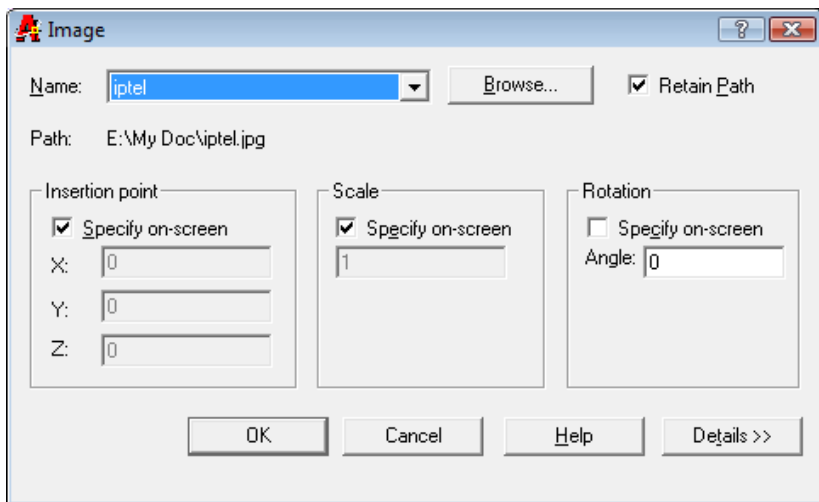 Image
Name: iptel Browse... Retain Path
Path: E:\My Doc\iptel.jpg
Insertion point
Specify on-screen
X: 0
Y: 0
Z: 0
Scale
Specify on-screen
1
Rotation
Specify on-screen
Angle: 0
OK Cancel Help Details >>